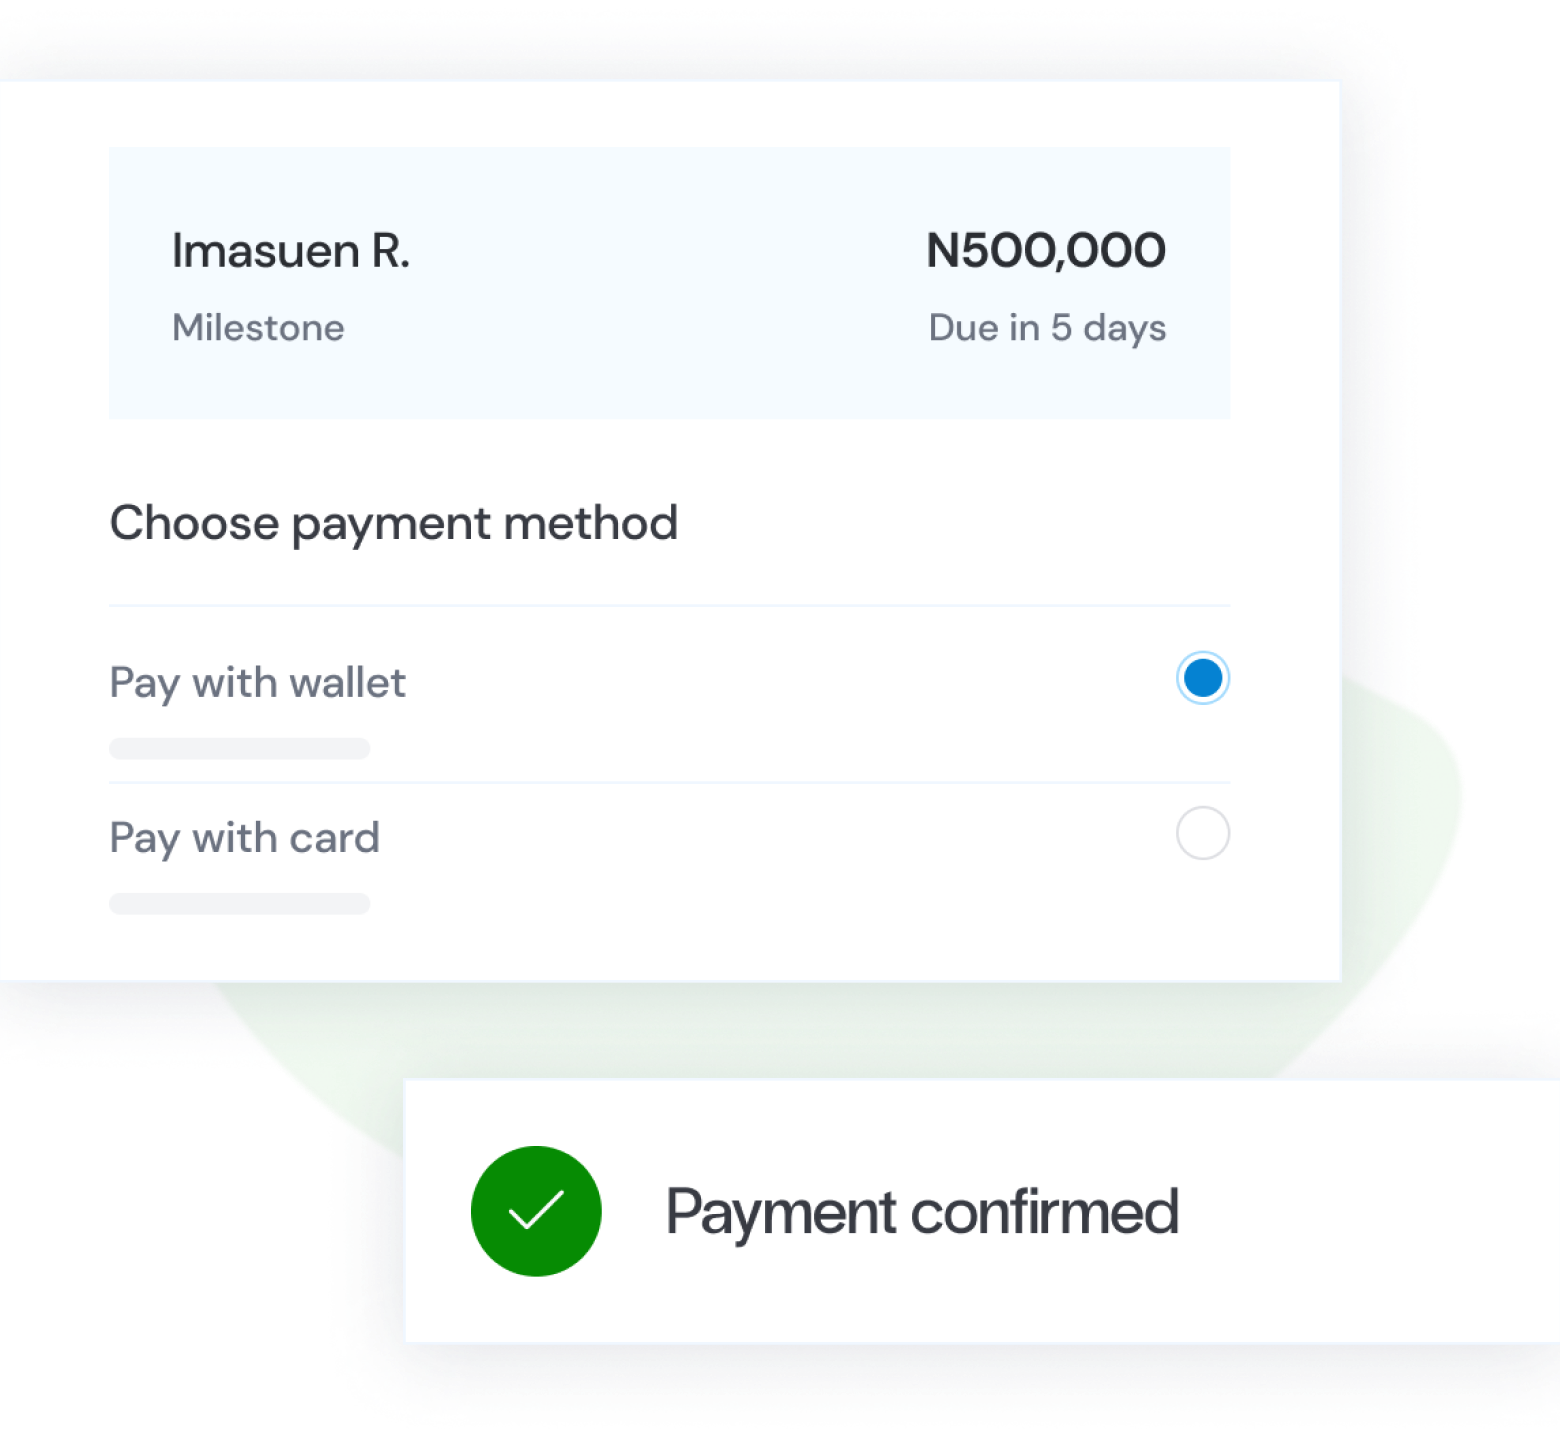 Imasuen R.
N500,000
Milestone
Due in 5 days
Choose payment method
Pay with wallet
Pay with card
Payment confirmed